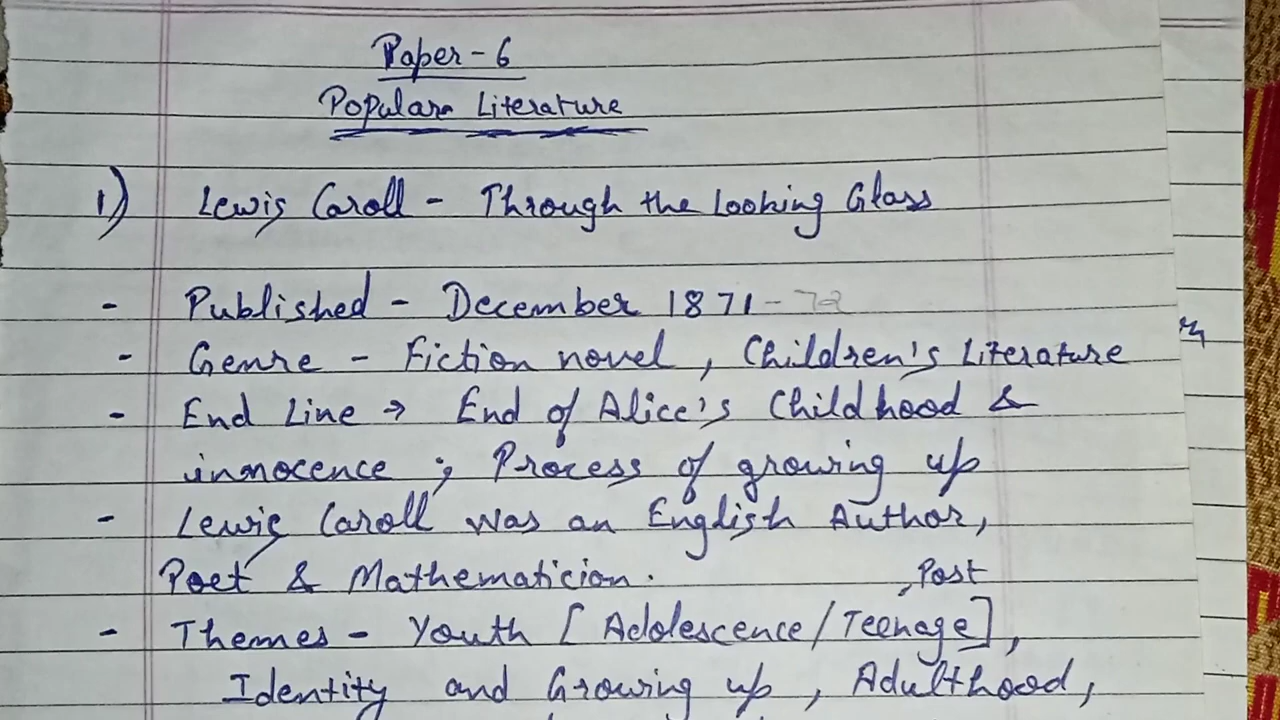 Paper - 6
Popular Literature
1) Lewis Caroll - Through the Looking Glass
- Published - December 1871 - 72
- Genre - Fiction novel, Children's Literature
- End Line → End of Alice's Childhood &
innocence ; Process of growing up
- Lewis Caroll was an English Author,
Poet & Mathematician.
, Post
- Themes - Youth [Adolescence/Teenage],
Identity and Growing up, Adulthood,